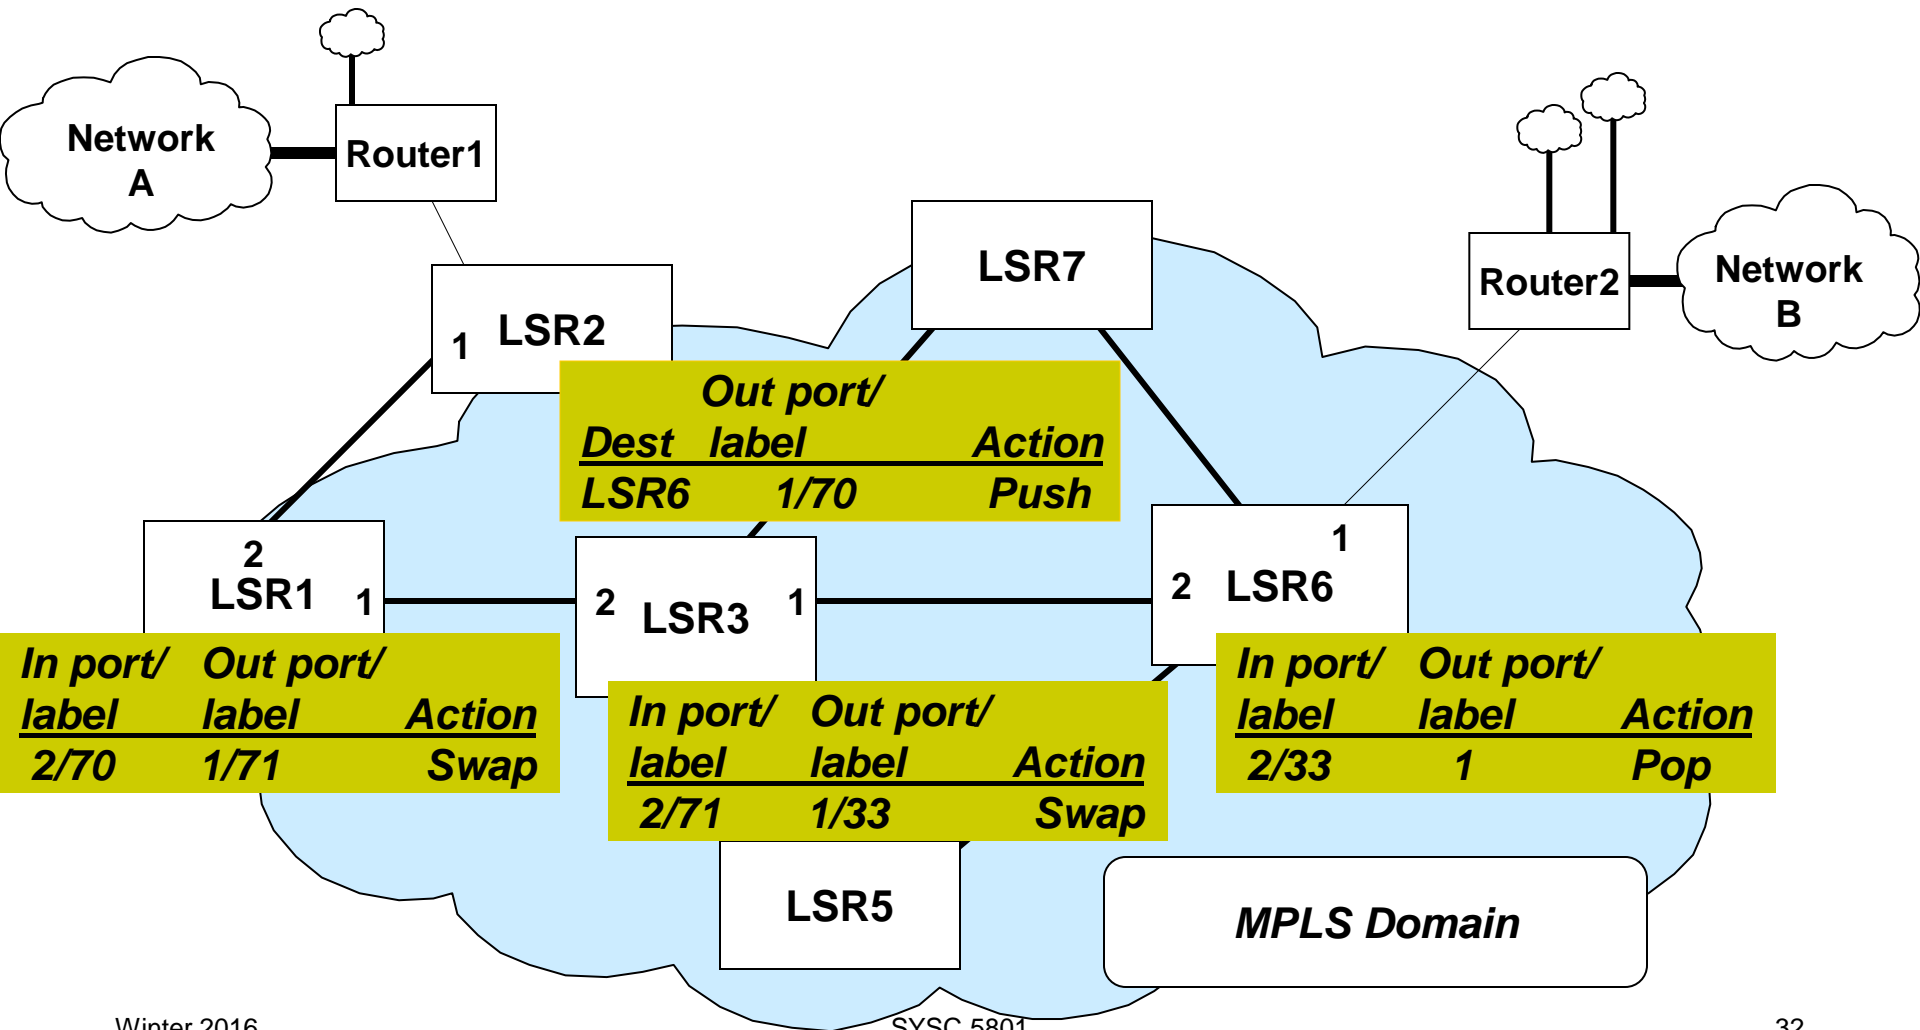 Network
A
Router1
LSR7
Router2
Network
B
1 LSR2
Out port/
Dest label Action
LSR6 1/70 Push
2
LSR1 1
2 LSR3 1
1
2 LSR6
In port/ Out port/
label label Action
2/70 1/71 Swap
In port/ Out port/
label label Action
2/71 1/33 Swap
In port/ Out port/
label label Action
2/33 1 Pop
LSR5
MPLS Domain
Winter 2016 SYSC 5801 32